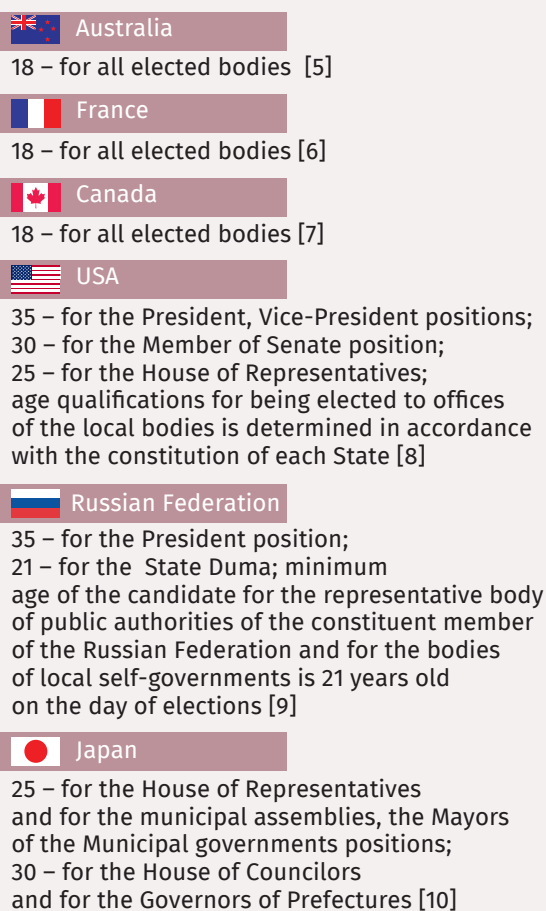 Australia
18 – for all elected bodies [5]
France
18 – for all elected bodies [6]
Canada
18 – for all elected bodies [7]
USA
35 – for the President, Vice-President positions;
30 – for the Member of Senate position;
25 – for the House of Representatives;
age qualifications for being elected to offices
of the local bodies is determined in accordance
with the constitution of each State [8]
Russian Federation
35 – for the President position;
21 – for the State Duma; minimum
age of the candidate for the representative body
of public authorities of the constituent member
of the Russian Federation and for the bodies
of local self-governments is 21 years old
on the day of elections [9]
Japan
25 – for the House of Representatives
and for the municipal assemblies, the Mayors
of the Municipal governments positions;
30 – for the House of Councilors
and for the Governors of Prefectures [10]